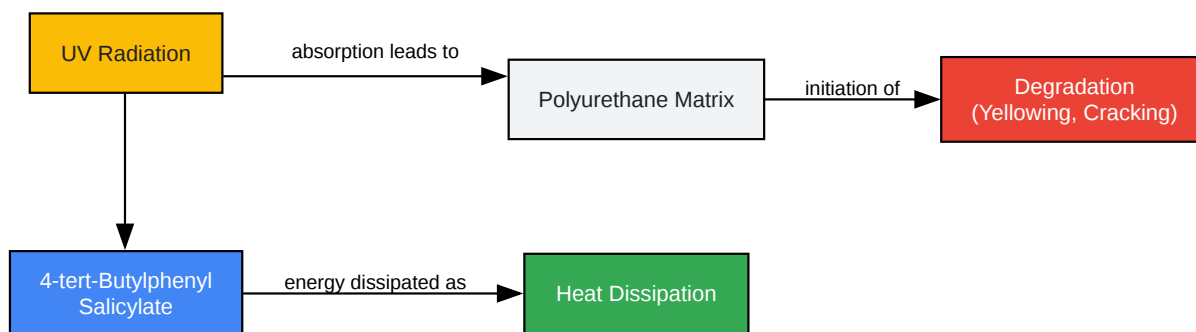 UV Radiation
absorption leads to
Polyurethane Matrix
initiation of
Degradation
(Yellowing, Cracking)
4-tert-Butylphenyl
Salicylate
energy dissipated as
Heat Dissipation